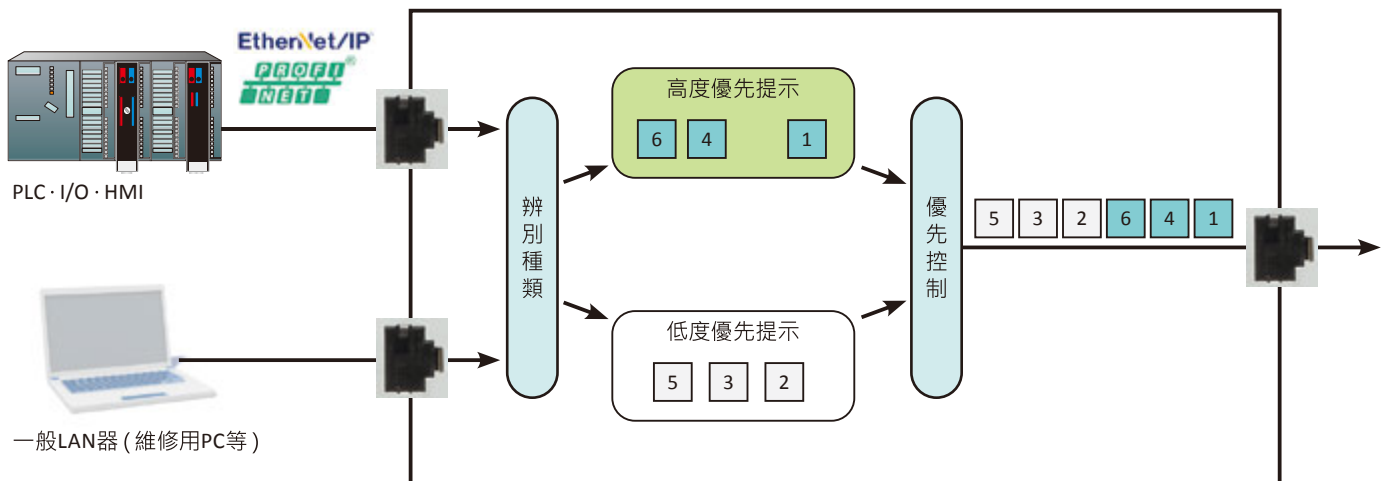 EtherNet/IP
PROFI
NET
PLC · I/O · HMI
一般LAN器 ( 維修用PC等 )
辨別種類
高度優先提示
6 4 1
低度優先提示
5 3 2
優先控制
5 3 2 6 4 1